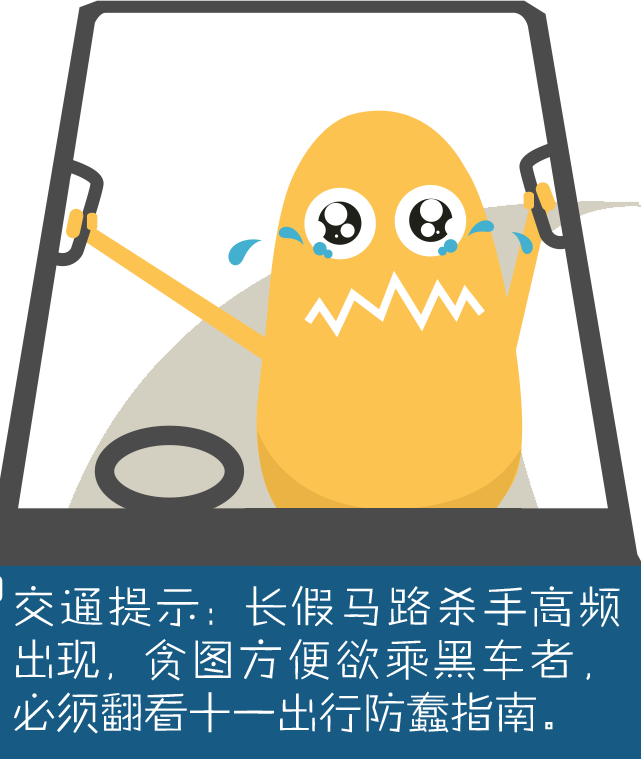 交通提示：长假马路杀手高频
出现，贪图方便欲乘黑车者，
必须翻看十一出行防蠢指南。